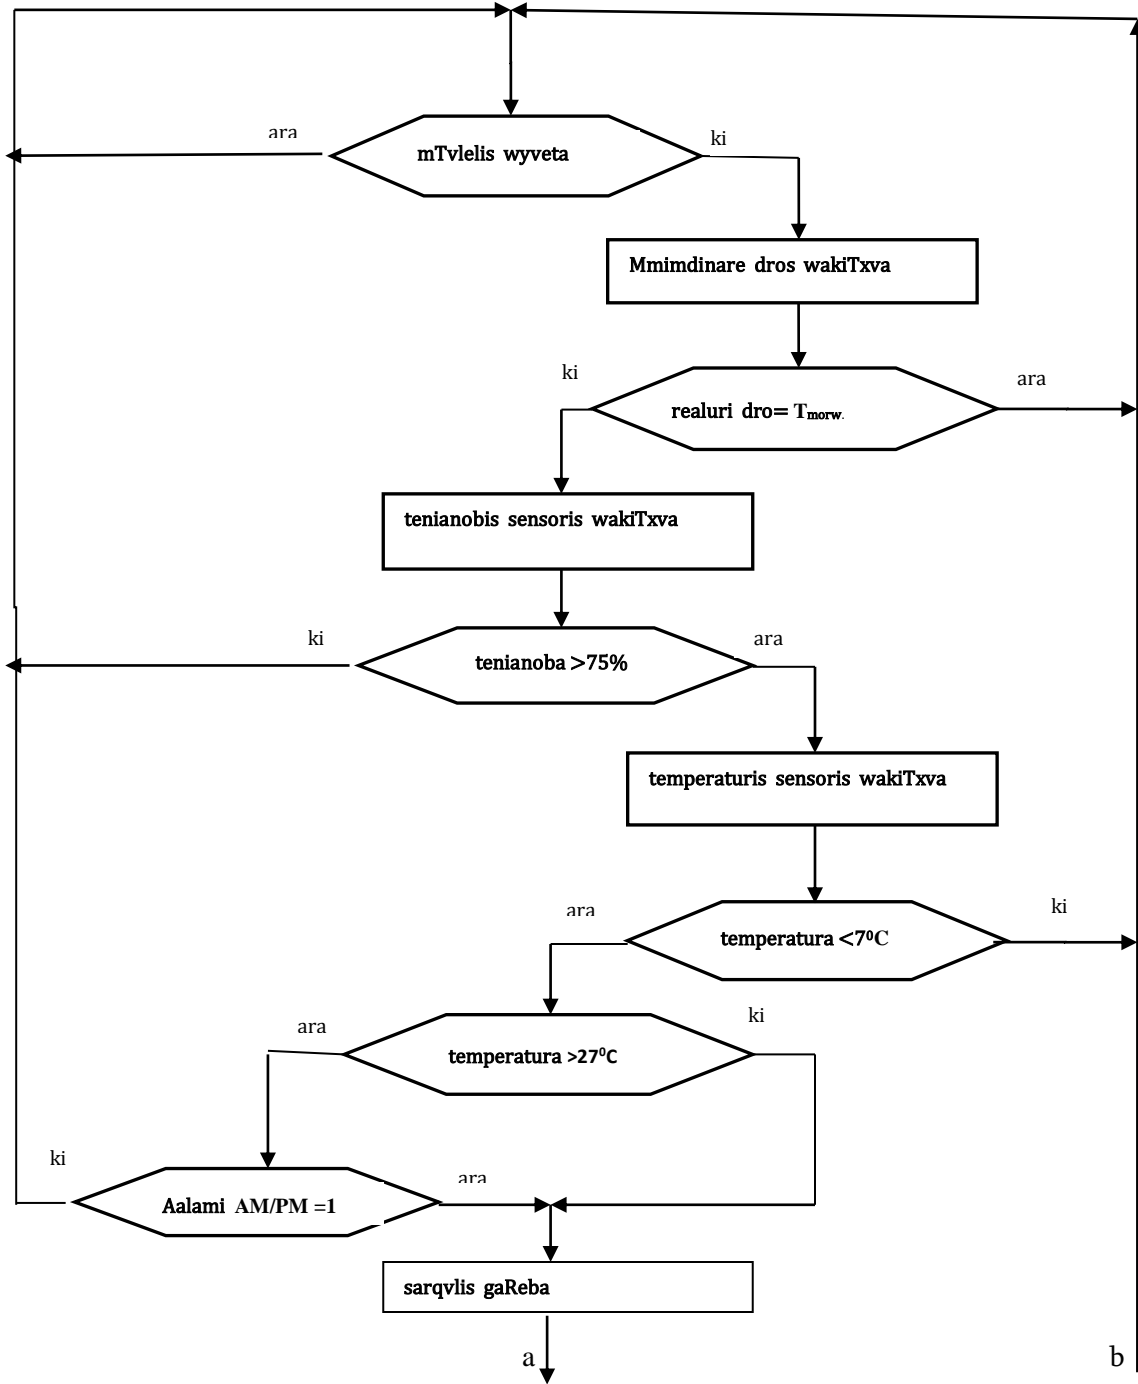 ara
ki
mTvlelis wyveta
Mmimdinare dros wakiTxva
ki
ara
realuri dro= Tmorw.
tenianobis sensoris wakiTxva
ki
ara
tenianoba >75%
temperaturis sensoris wakiTxva
ara
ki
temperatura <7⁰C
ara
ki
temperatura >27⁰C
ki
ara
Aalami AM/PM =1
sarqvlis gaReba
a
b